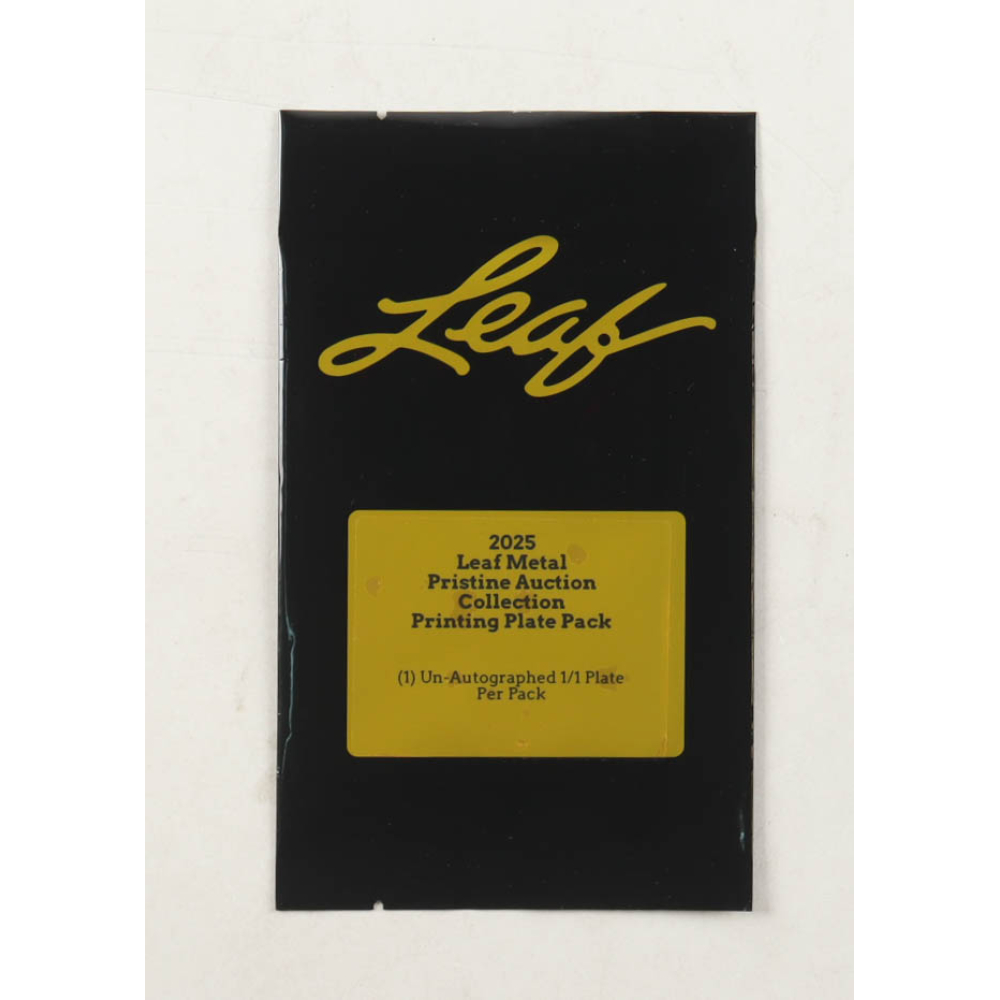 Leaf
2025
Leaf Metal
Pristine Auction
Collection
Printing Plate Pack
(1) Un-Autographed 1/1 Plate
Per Pack